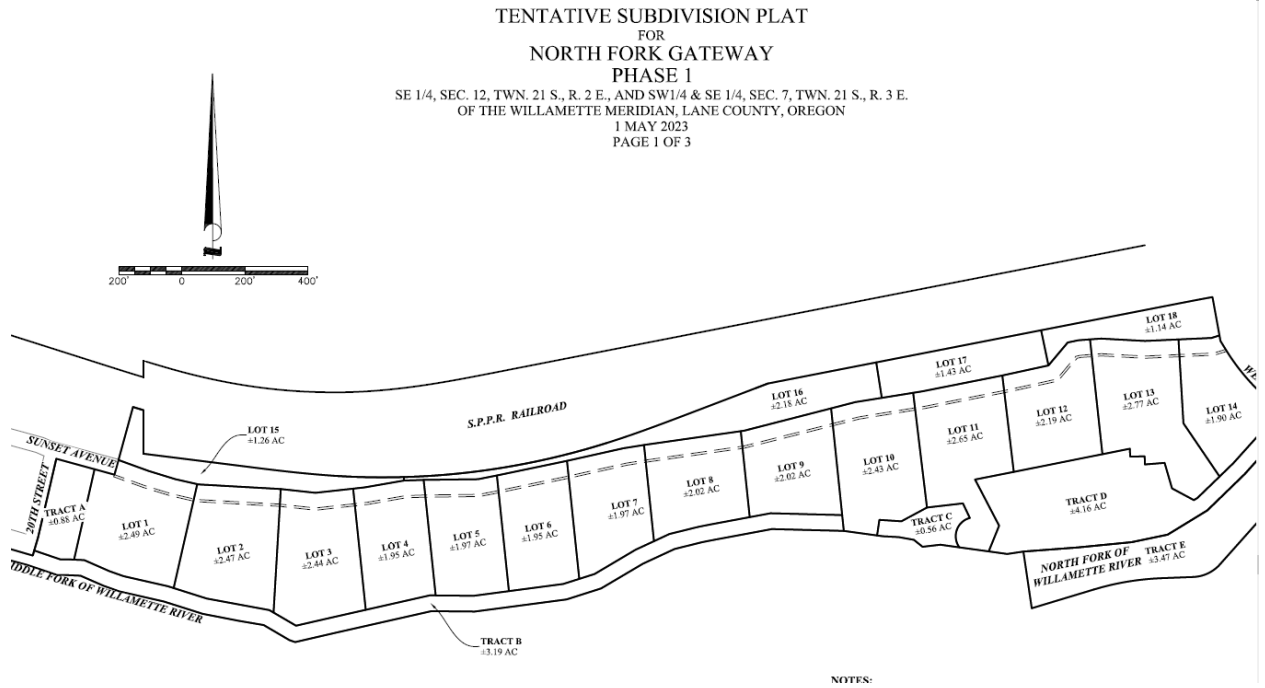 TENTATIVE SUBDIVISION PLAT
FOR
NORTH FORK GATEWAY
PHASE 1
SE 1/4, SEC. 12, TWN. 21 S., R. 2 E., AND SW1/4 & SE 1/4, SEC. 7, TWN. 21 S., R. 3 E.
OF THE WILLAMETTE MERIDIAN, LANE COUNTY, OREGON
1 MAY 2023
PAGE 1 OF 3
200' 0 200' 400'
S.P.P.R. RAILROAD
SUNSET AVENUE
20TH STREET
TRACT A
±0.88 AC
LOT 15
±1.26 AC
LOT 16
±2.18 AC
LOT 17
±1.43 AC
LOT 18
±1.14 AC
LOT 1
±2.49 AC
LOT 2
±2.47 AC
LOT 3
±2.44 AC
LOT 4
±1.95 AC
LOT 5
±1.97 AC
LOT 6
±1.95 AC
LOT 7
±1.97 AC
LOT 8
±2.02 AC
LOT 9
±2.02 AC
LOT 10
±2.43 AC
LOT 11
±2.65 AC
LOT 12
±2.19 AC
LOT 13
±2.77 AC
LOT 14
±1.90 AC
WE
TRACT C
±0.56 AC
TRACT D
±4.16 AC
NORTH FORK OF
WILLAMETTE RIVER
TRACT E
±3.47 AC
IDDLE FORK OF WILLAMETTE RIVER
TRACT B
±3.19 AC
NOTES: